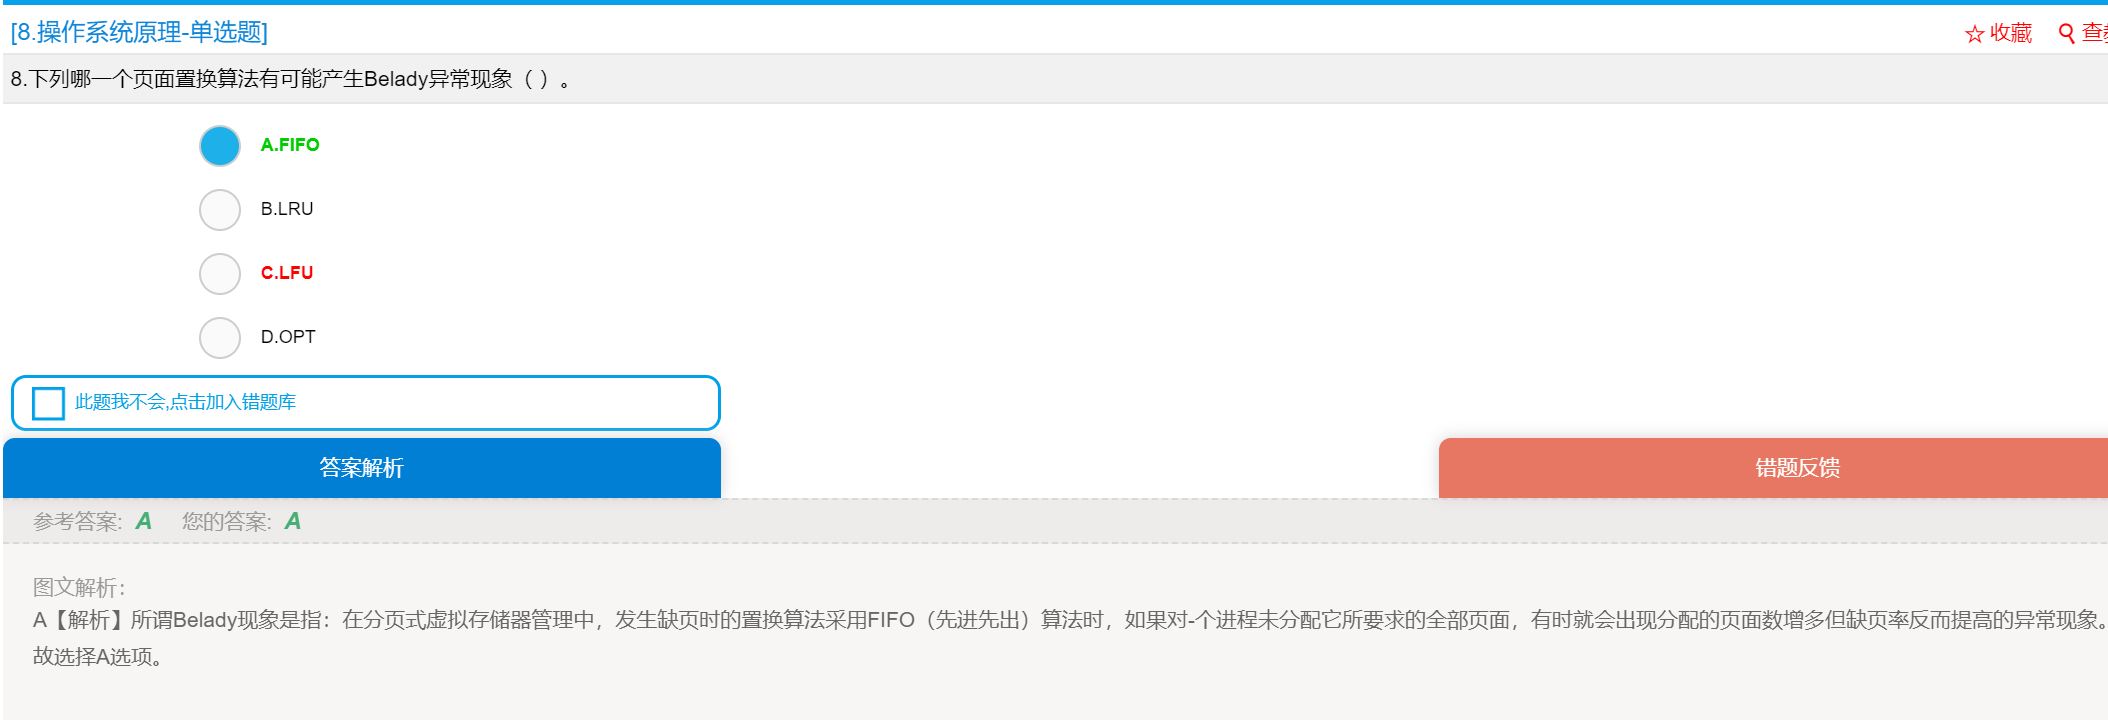 [8.操作系统原理-单选题]
☆ 收藏 查
8.下列哪一个页面置换算法有可能产生Belady异常现象（ ）。
A.FIFO
B.LRU
C.LFU
D.OPT
此题我不会,点击加入错题库
答案解析
错题反馈
参考答案: A 您的答案: A
图文解析：
A【解析】所谓Belady现象是指：在分页式虚拟存储器管理中，发生缺页时的置换算法采用FIFO（先进先出）算法时，如果对-个进程未分配它所要求的全部页面，有时就会出现分配的页面数增多但缺页率反而提高的异常现象。
故选择A选项。